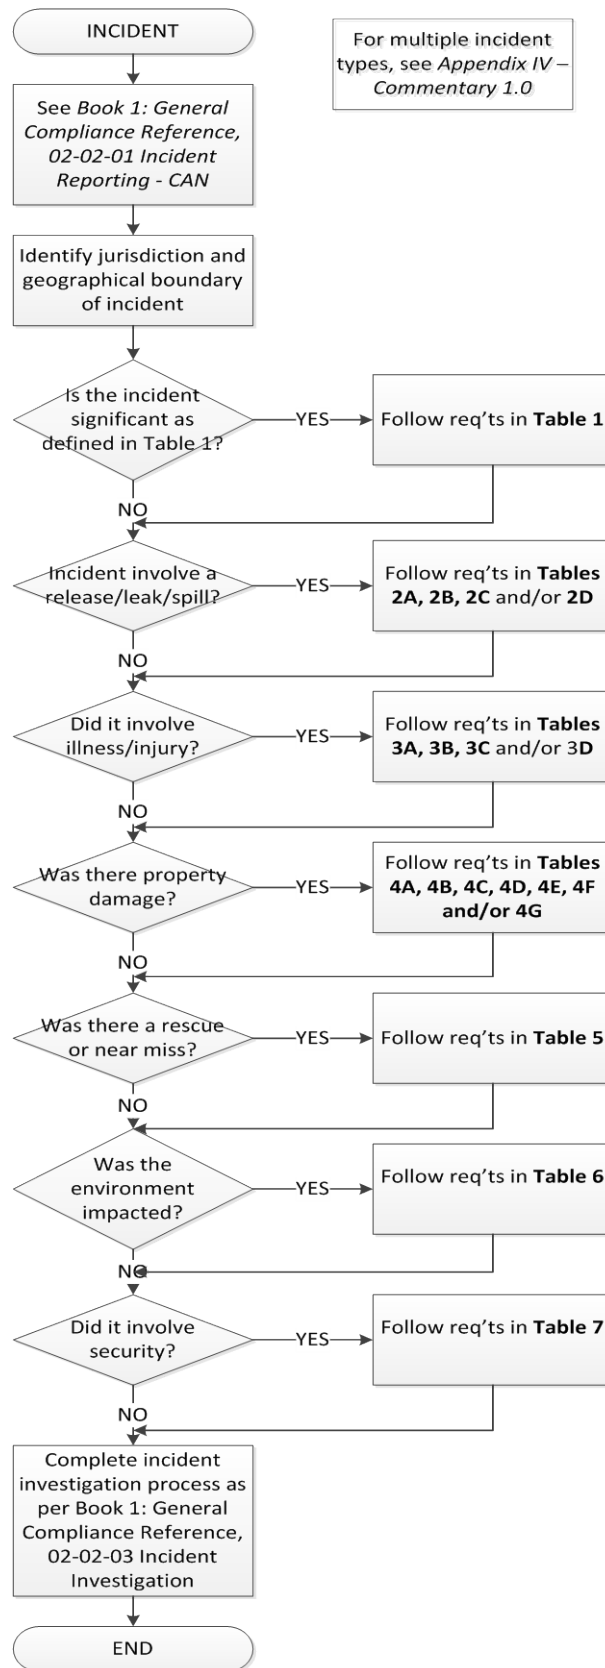 INCIDENT
For multiple incident
types, see Appendix IV –
Commentary 1.0
See Book 1: General
Compliance Reference,
02-02-01 Incident
Reporting - CAN
Identify jurisdiction and
geographical boundary
of incident
Is the incident
significant as
defined in Table 1?
YES
Follow req'ts in Table 1
NO
Incident involve a
release/leak/spill?
YES
Follow req'ts in Tables
2A, 2B, 2C and/or 2D
NO
Did it involve
illness/injury?
YES
Follow req'ts in Tables
3A, 3B, 3C and/or 3D
NO
Was there property
damage?
YES
Follow req'ts in Tables
4A, 4B, 4C, 4D, 4E, 4F
and/or 4G
NO
Was there a rescue
or near miss?
YES
Follow req'ts in Table 5
NO
Was the
environment
impacted?
YES
Follow req'ts in Table 6
NO
Did it involve
security?
YES
Follow req'ts in Table 7
NO
Complete incident
investigation process as
per Book 1: General
Compliance Reference,
02-02-03 Incident
Investigation
END